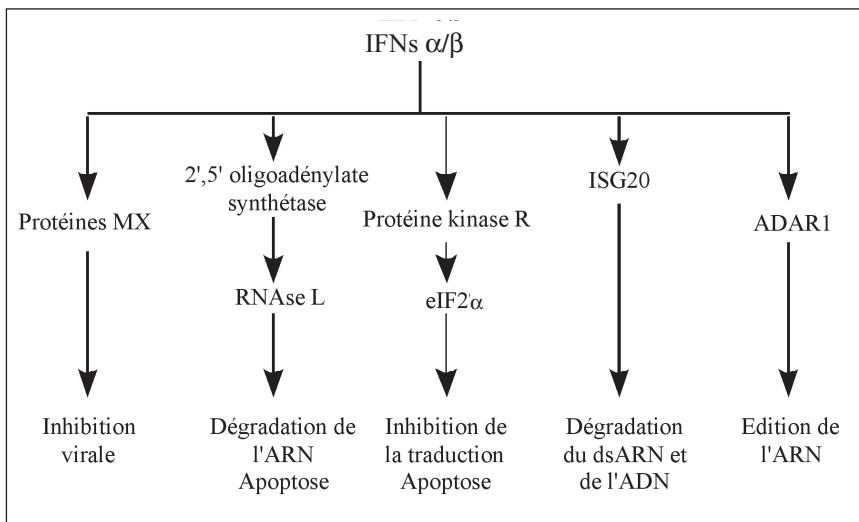 IFNs α/β
2',5' oligoadénylate
synthétase
ISG20
Protéines MX
Protéine kinase R
ADAR1
RNAse L
eIF2α
Inhibition
virale
Dégradation de
l'ARN
Apoptose
Inhibition de
la traduction
Apoptose
Dégradation
du dsARN et
de l'ADN
Edition de
l'ARN